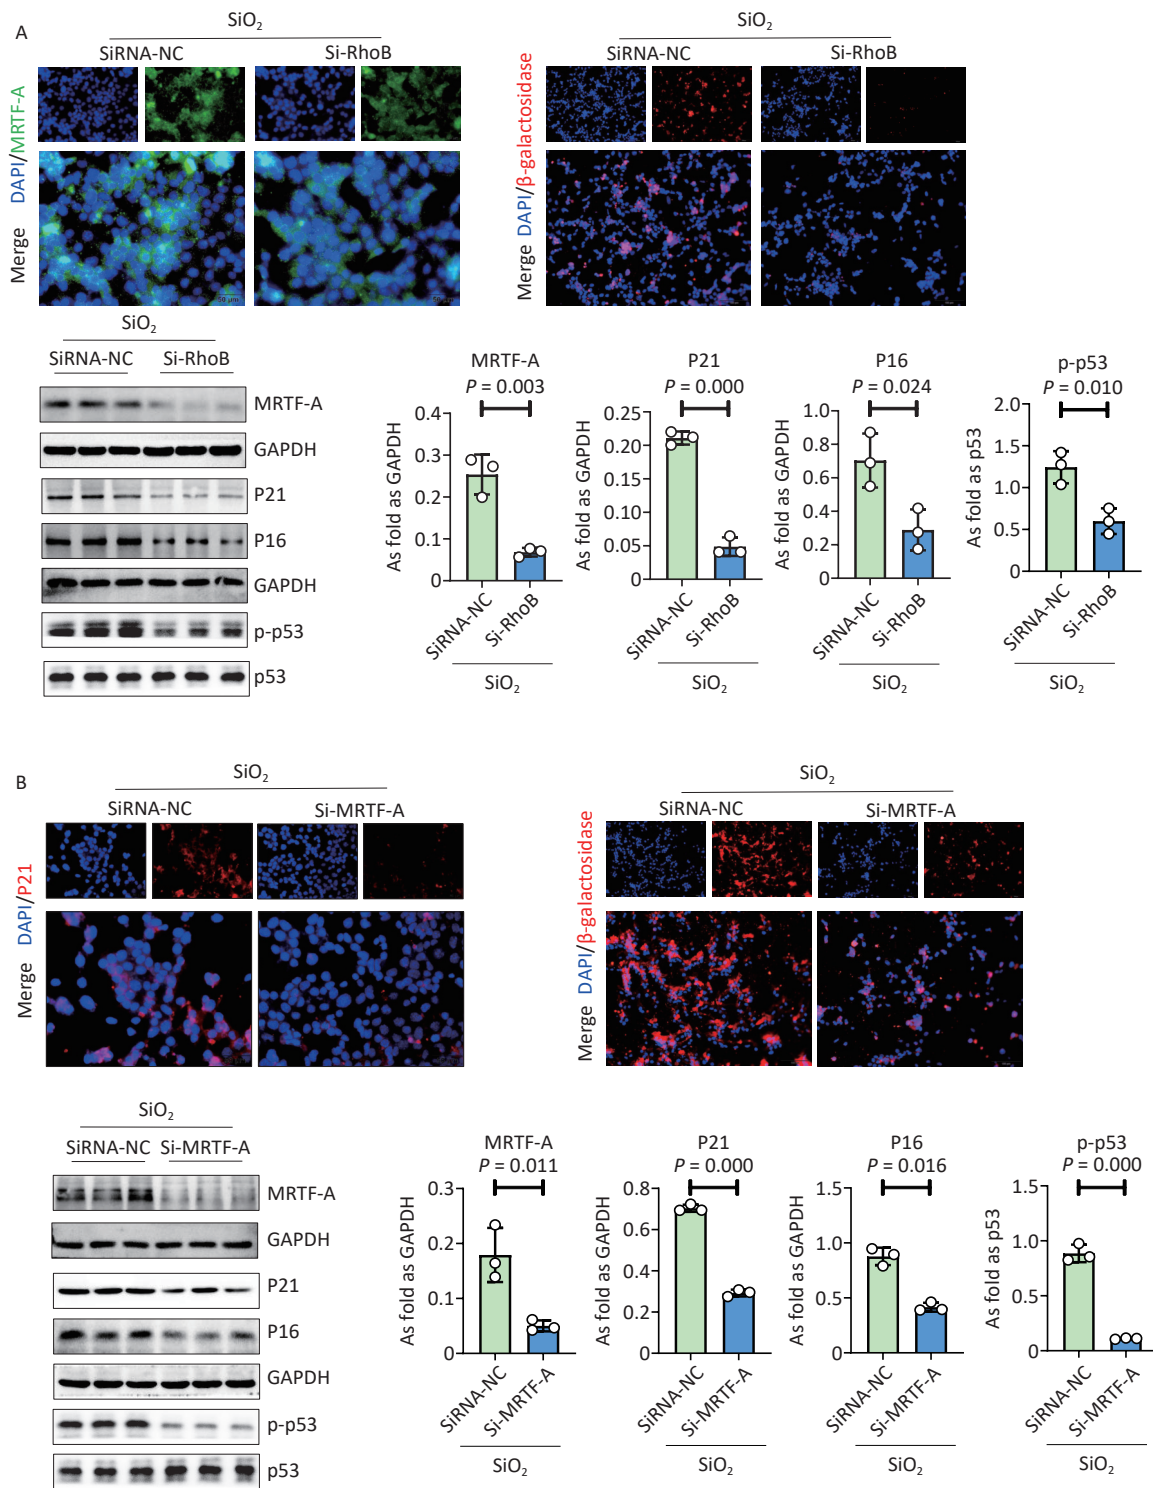 A
SiO2
SiRNA-NC Si-RhoB
Merge DAPI/MRTF-A
50 μm
SiO2
SiRNA-NC Si-RhoB
Merge DAPI/β-galactosidase
SiO2
SiRNA-NC Si-RhoB
MRTF-A
GAPDH
P21
P16
GAPDH
p-p53
p53
MRTF-A
P = 0.003
As fold as GAPDH
0.4
0.3
0.2
0.1
0
SiRNA-NC
Si-RhoB
SiO2
P21
P = 0.000
As fold as GAPDH
0.25
0.20
0.15
0.10
0.05
0
SiRNA-NC
Si-RhoB
SiO2
P16
P = 0.024
As fold as GAPDH
1.0
0.8
0.6
0.4
0.2
0
SiRNA-NC
Si-RhoB
SiO2
p-p53
P = 0.010
As fold as p53
2.0
1.5
1.0
0.5
0
SiRNA-NC
Si-RhoB
SiO2
B
SiO2
SiRNA-NC Si-MRTF-A
Merge DAPI/P21
SiO2
SiRNA-NC Si-MRTF-A
Merge DAPI/β-galactosidase
SiO2
SiRNA-NC Si-MRTF-A
MRTF-A
GAPDH
P21
P16
GAPDH
p-p53
p53
MRTF-A
P = 0.011
As fold as GAPDH
0.3
0.2
0.1
0
SiRNA-NC
Si-MRTF-A
SiO2
P21
P = 0.000
As fold as GAPDH
0.8
0.6
0.4
0.2
0
SiRNA-NC
Si-MRTF-A
SiO2
P16
P = 0.016
As fold as GAPDH
1.5
1.0
0.5
0
SiRNA-NC
Si-MRTF-A
SiO2
p-p53
P = 0.000
As fold as p53
1.5
1.0
0.5
0
SiRNA-NC
Si-MRTF-A
SiO2